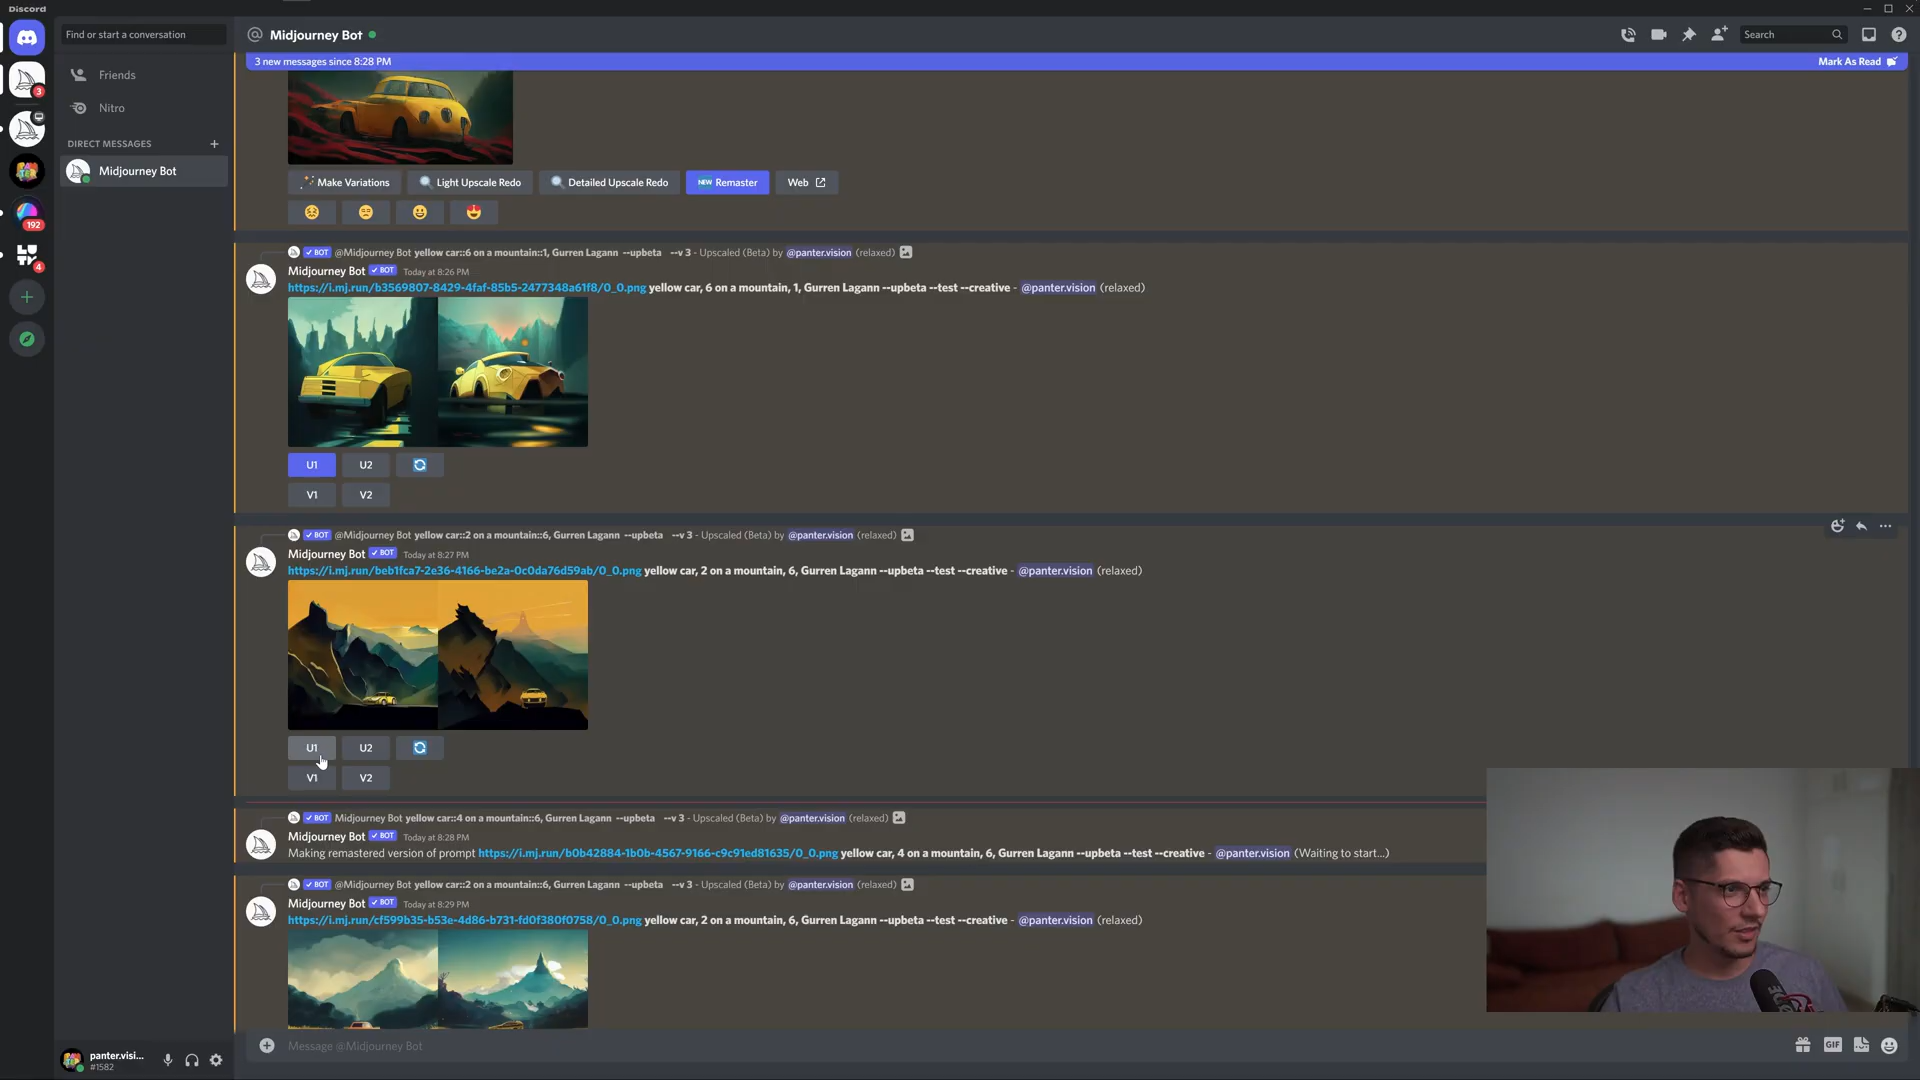 Discord
Find or start a conversation
Midjourney Bot
Search
3 new messages since 8:28 PM
Mark As Read
3
Friends
Nitro
DIRECT MESSAGES
Midjourney Bot
192
4
Make Variations
Light Upscale Redo
Detailed Upscale Redo
NEW Remaster
Web
✓ BOT @Midjourney Bot yellow car::6 on a mountain::1, Gurren Lagann --upbeta --v 3 - Upscaled (Beta) by @panter.vision (relaxed)
Midjourney Bot ✓ BOT Today at 8:26 PM
https://i.mj.run/b3569807-8429-4faf-85b5-2477348a61f8/0_0.png yellow car, 6 on a mountain, 1, Gurren Lagann --upbeta --test --creative - @panter.vision (relaxed)
U1 U2
V1 V2
✓ BOT @Midjourney Bot yellow car::2 on a mountain::6, Gurren Lagann --upbeta --v 3 - Upscaled (Beta) by @panter.vision (relaxed)
Midjourney Bot ✓ BOT Today at 8:27 PM
https://i.mj.run/beb1fca7-2e36-4166-be2a-0c0da76d59ab/0_0.png yellow car, 2 on a mountain, 6, Gurren Lagann --upbeta --test --creative - @panter.vision (relaxed)
U1 U2
V1 V2
✓ BOT Midjourney Bot yellow car::4 on a mountain::6, Gurren Lagann --upbeta --v 3 - Upscaled (Beta) by @panter.vision (relaxed)
Midjourney Bot ✓ BOT Today at 8:28 PM
Making remastered version of prompt https://i.mj.run/b0b42884-1b0b-4567-9166-c9c91ed81635/0_0.png yellow car, 4 on a mountain, 6, Gurren Lagann --upbeta --test --creative - @panter.vision (Waiting to start...)
✓ BOT @Midjourney Bot yellow car::2 on a mountain::6, Gurren Lagann --upbeta --v 3 - Upscaled (Beta) by @panter.vision (relaxed)
Midjourney Bot ✓ BOT Today at 8:29 PM
https://i.mj.run/cf599b35-b53e-4d86-b731-fd0f380f0758/0_0.png yellow car, 2 on a mountain, 6, Gurren Lagann --upbeta --test --creative - @panter.vision (relaxed)
Message @Midjourney Bot
GIF
panter.visi...
#1582